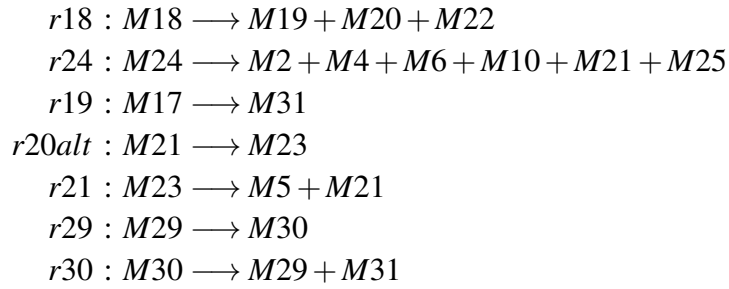 r18 : M18 ⟶ M19 + M20 + M22
r24 : M24 ⟶ M2 + M4 + M6 + M10 + M21 + M25
r19 : M17 ⟶ M31
r20alt : M21 ⟶ M23
r21 : M23 ⟶ M5 + M21
r29 : M29 ⟶ M30
r30 : M30 ⟶ M29 + M31